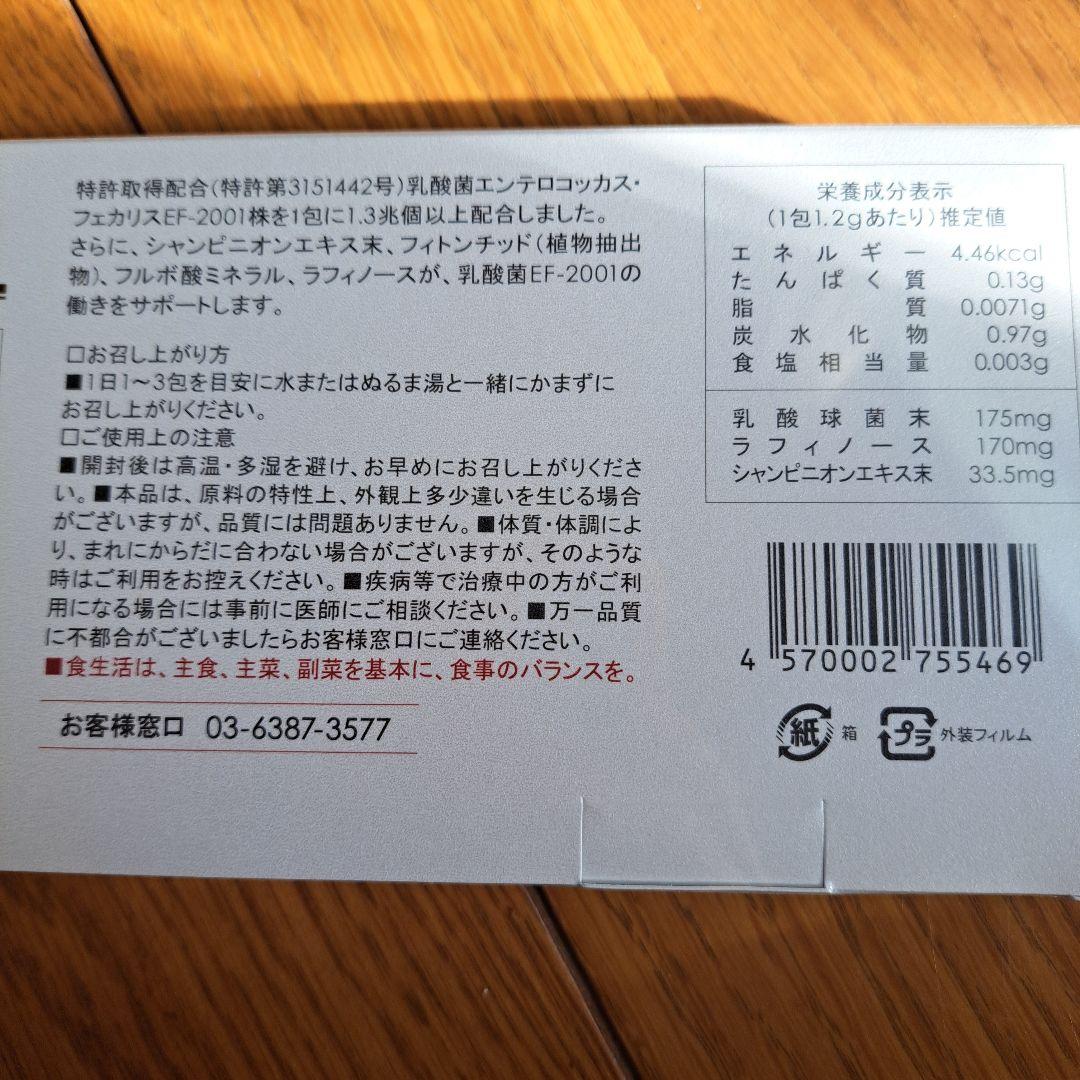 特許取得配合(特許第3151442号)乳酸菌エンテロコッカス・
フェカリスEF-2001株を1包に1.3兆個以上配合しました。
さらに、シャンピニオンエキス末、フィトンチッド(植物抽出
物)、フルボ酸ミネラル、ラフィノースが、乳酸菌EF-2001の
働きをサポートします。
□お召し上がり方
■1日1〜3包を目安に水またはぬるま湯と一緒にかまずに
お召し上がりください。
□ご使用上の注意
■開封後は高温・多湿を避け、お早めにお召し上がりくださ
い。■本品は、原料の特性上、外観上多少違いを生じる場合
がございますが、品質には問題ありません。■体質・体調によ
り、まれにからだに合わない場合がございますが、そのような
時はご利用をお控えください。■疾病等で治療中の方がご利
用になる場合には事前に医師にご相談ください。■万一品質
に不都合がございましたらお客様窓口にご連絡ください。
■食生活は、主食、主菜、副菜を基本に、食事のバランスを。
お客様窓口 03-6387-3577
栄養成分表示
(1包1.2gあたり)推定値
エネルギー 4.46kcal
たんぱく質 0.13g
脂質 0.0071g
炭水化物 0.97g
食塩相当量 0.003g
乳酸球菌末 175mg
ラフィノース 170mg
シャンピニオンエキス末 33.5mg
4 570002 755469
紙 箱 プラ 外装フィルム